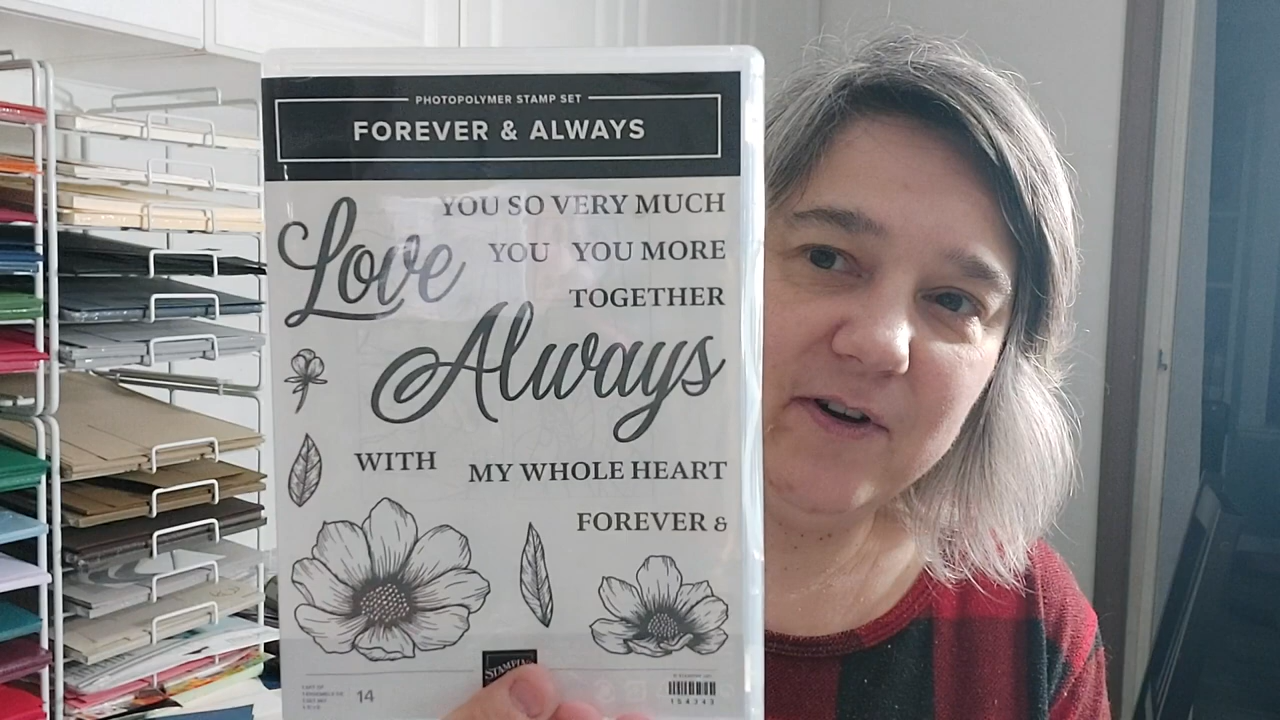 PHOTOPOLYMER STAMP SET
FOREVER & ALWAYS
YOU SO VERY MUCH
Love
YOU YOU MORE
TOGETHER
Always
WITH
MY WHOLE HEART
FOREVER &
14